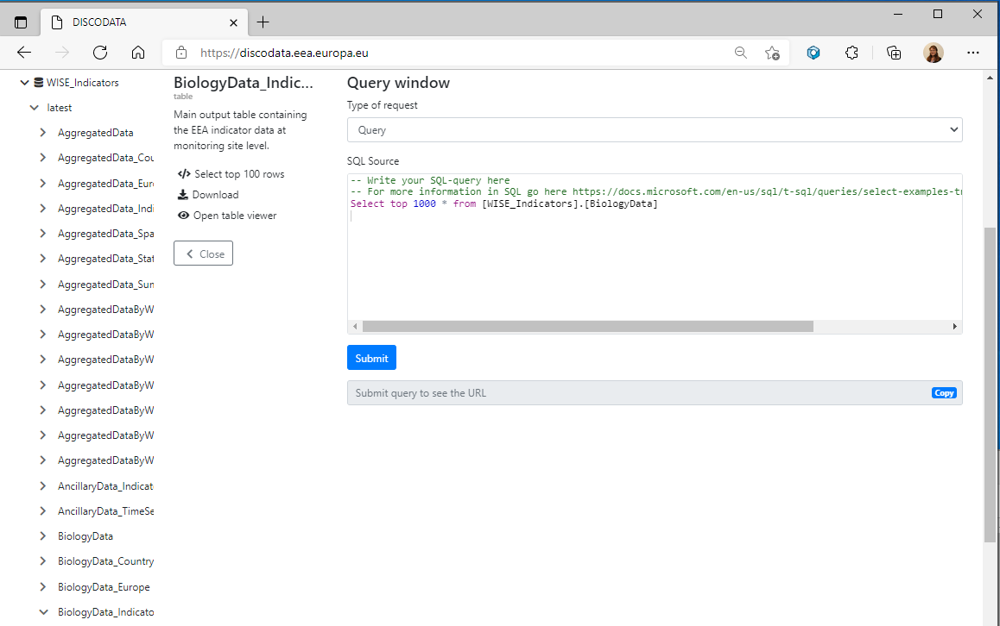 DISCODATA
https://discodata.eea.europa.eu
WISE_Indicators
latest
AggregatedData
AggregatedData_Cou
AggregatedData_Euro
AggregatedData_Indi
AggregatedData_Spa
AggregatedData_Stat
AggregatedData_Sum
AggregatedDataByW
AggregatedDataByW
AggregatedDataByW
AggregatedDataByW
AggregatedDataByW
AggregatedDataByW
AggregatedDataByW
AncillaryData_Indicat
AncillaryData_TimeSe
BiologyData
BiologyData_Country
BiologyData_Europe
BiologyData_Indicato
BiologyData_Indic...
table
Main output table containing
the EEA indicator data at
monitoring site level.
</> Select top 100 rows
Download
Open table viewer
Close
Query window
Type of request
Query
SQL Source
-- Write your SQL-query here
-- For more information in SQL go here https://docs.microsoft.com/en-us/sql/t-sql/queries/select-examples-tr
Select top 1000 * from [WISE_Indicators].[BiologyData]
Submit
Submit query to see the URL
Copy